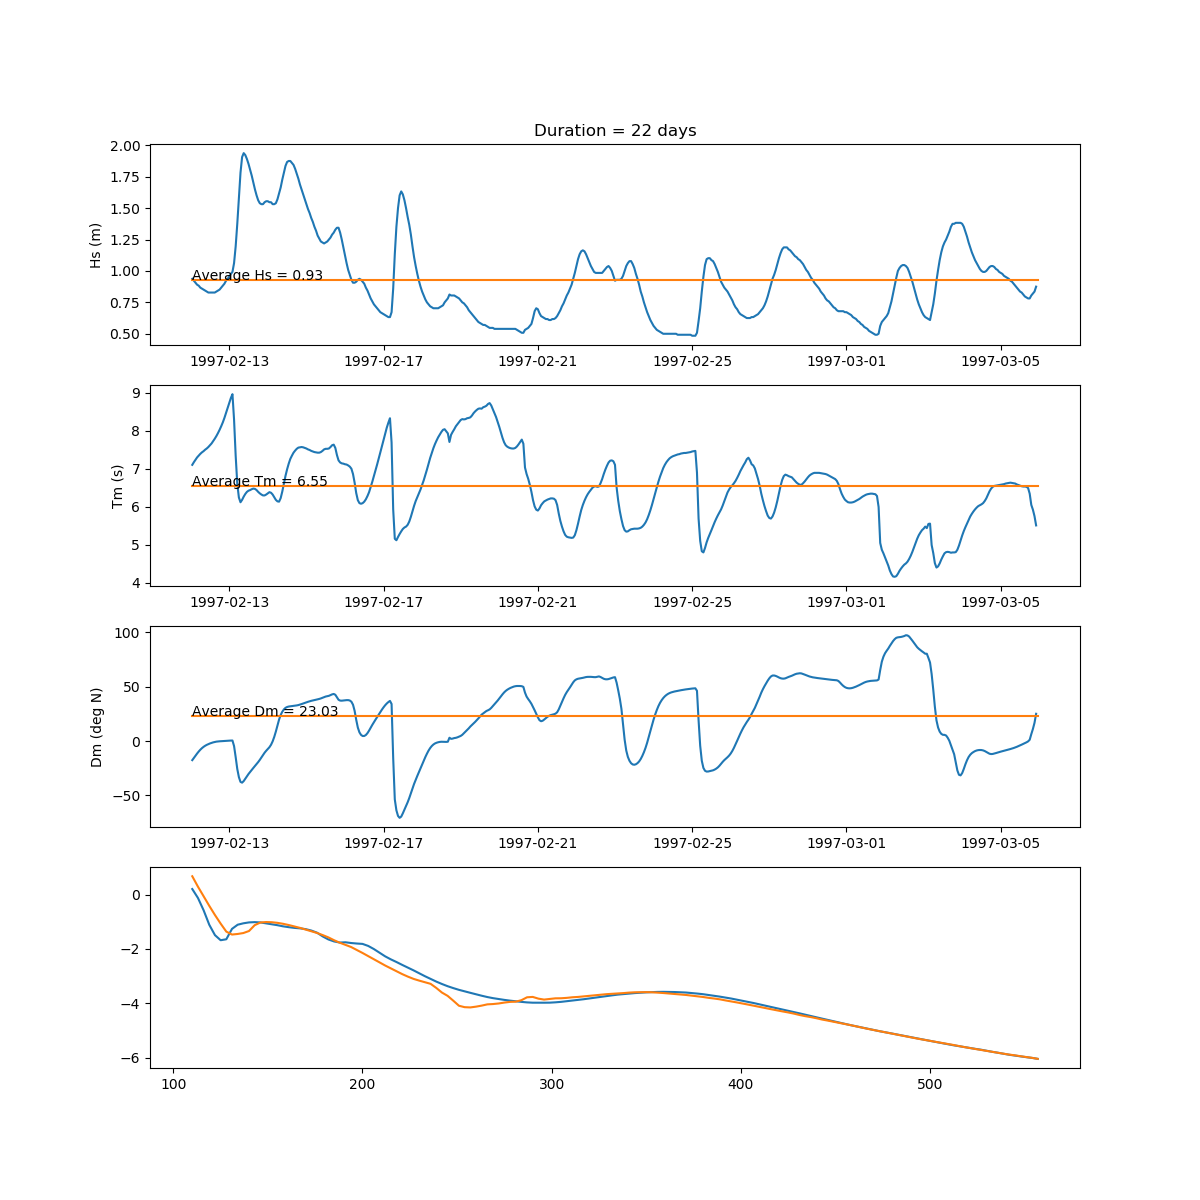 Duration = 22 days
2.00
1.75
1.50
1.25
1.00
0.75
0.50
Hs (m)
Average Hs = 0.93
1997-02-13 1997-02-17 1997-02-21 1997-02-25 1997-03-01 1997-03-05
9
8
7
6
5
4
Tm (s)
Average Tm = 6.55
1997-02-13 1997-02-17 1997-02-21 1997-02-25 1997-03-01 1997-03-05
100
50
0
−50
Dm (deg N)
Average Dm = 23.03
1997-02-13 1997-02-17 1997-02-21 1997-02-25 1997-03-01 1997-03-05
0
−2
−4
−6
100 200 300 400 500